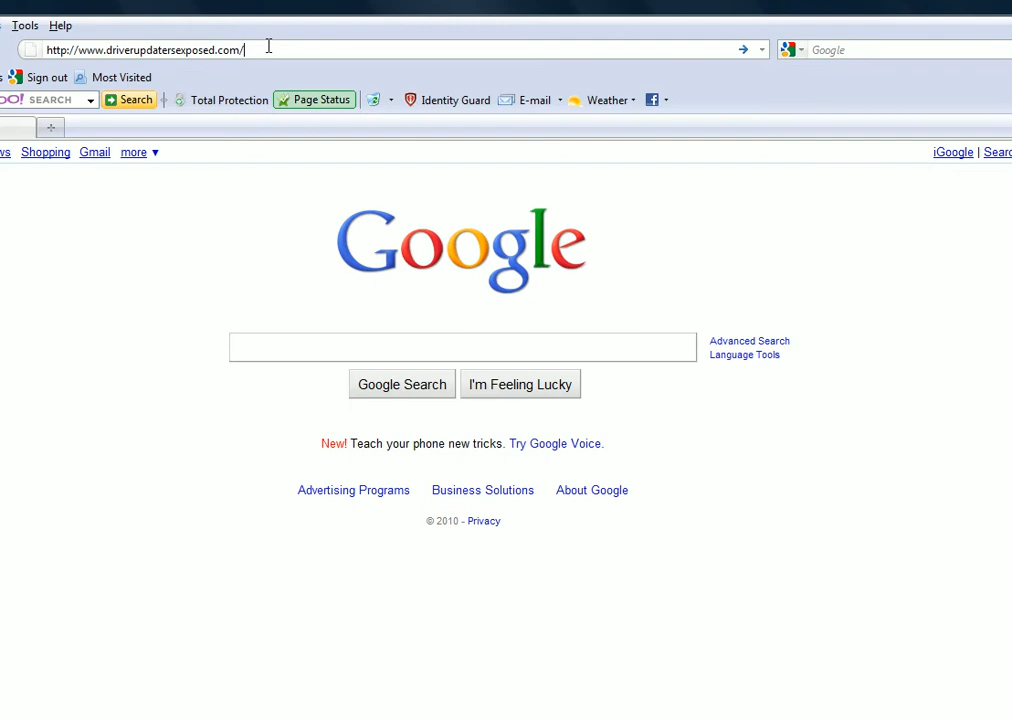 Tools Help
http://www.driverupdatersexposed.com/ Google
Sign out Most Visited
SEARCH Search Total Protection Page Status Identity Guard E-mail Weather
Shopping Gmail more ▼ iGoogle |
Google
Advanced Search
Language Tools
Google Search I'm Feeling Lucky
New! Teach your phone new tricks. Try Google Voice.
Advertising Programs Business Solutions About Google
© 2010 - Privacy